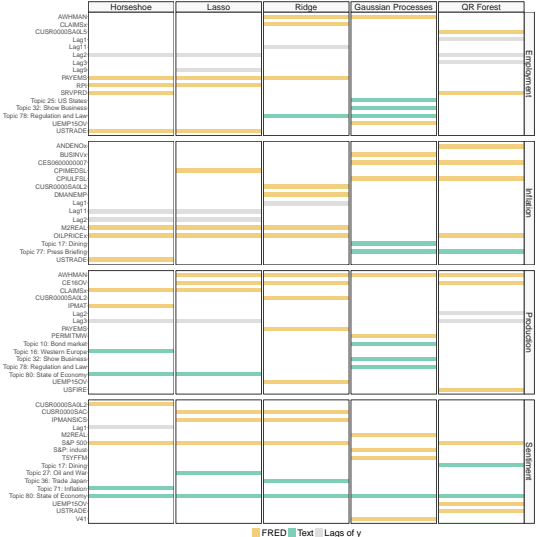 Horseshoe Lasso Ridge Gaussian Processes QR Forest
AWHMAN
CLAIMSx
CUSR0000SA0L5
Lag1
Lag11
Lag2
Lag3
Lag9
PAYEMS
RPI
SRVPRD
Topic 25: US States
Topic 32: Show Business
Topic 78: Regulation and Law
UEMP15OV
USTRADE
Employment
ANDENOx
BUSINVx
CES0600000007
CPIMEDSL
CPIULFSL
CUSR0000SA0L2
DMANEMP
Lag1
Lag11
Lag2
M2REAL
OILPRICEx
Topic 17: Dining
Topic 77: Press Briefing
USTRADE
Inflation
AWHMAN
CE16OV
CLAIMSx
CUSR0000SA0L2
IPMAT
Lag2
Lag3
PAYEMS
PERMITMW
Topic 10: Bond market
Topic 16: Western Europe
Topic 32: Show Business
Topic 78: Regulation and Law
Topic 80: State of Economy
UEMP15OV
USFIRE
Production
CUSR0000SA0L2
CUSR0000SAC
IPMANSICS
Lag1
M2REAL
S&P 500
S&P: indust
T5YFFM
Topic 17: Dining
Topic 27: Oil and War
Topic 36: Trade Japan
Topic 71: Inflation
Topic 80: State of Economy
UEMP15OV
USTRADE
V41
Sentiment
FRED Text Lags of y